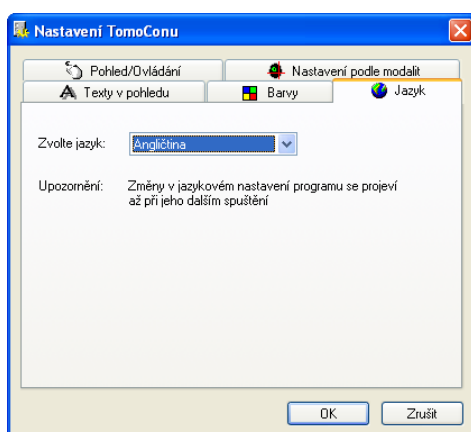 Nastavení TomoConu
Pohled/Ovládání
Nastavení podle modalit
Texty v pohledu
Barvy
Jazyk
Zvolte jazyk:
Angličtina
Upozornění:
Změny v jazykovém nastavení programu se projeví
až při jeho dalším spuštění
OK
Zrušit